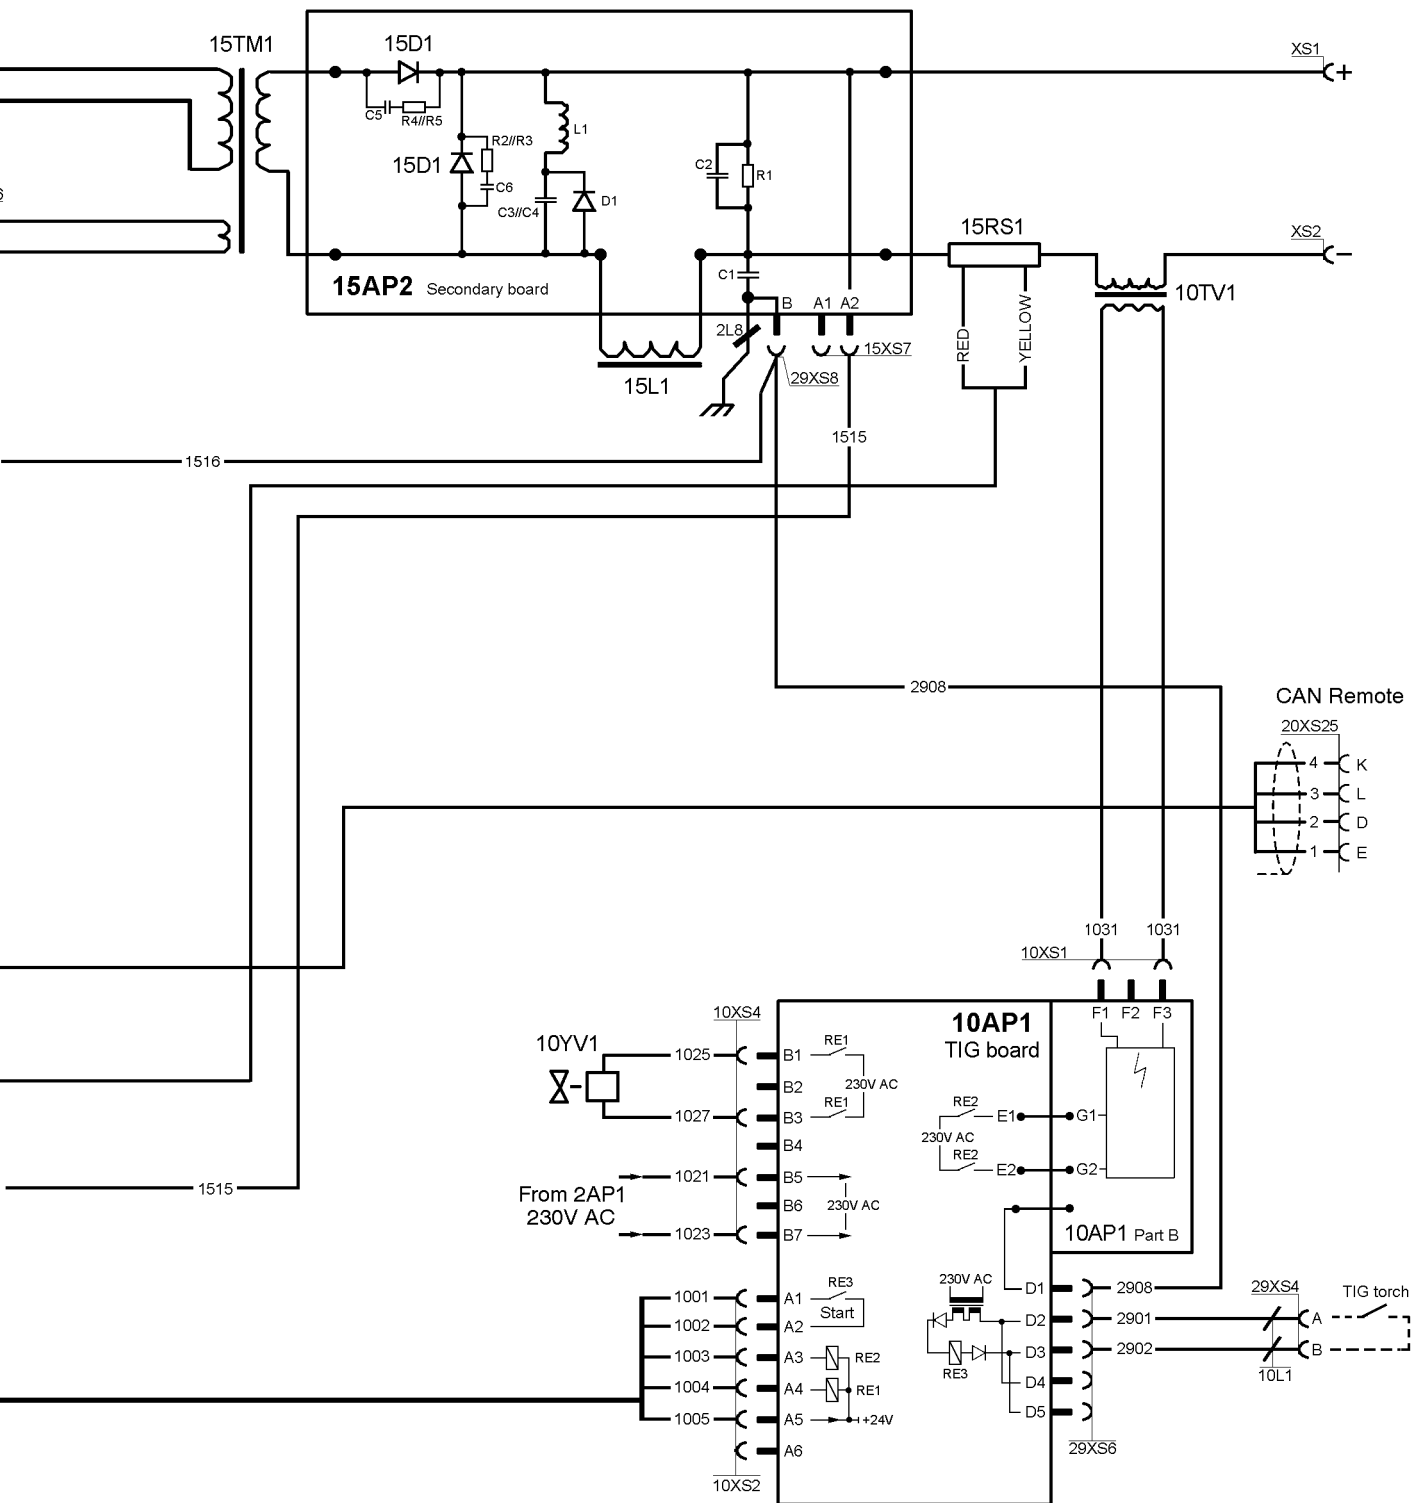 15TM1
15D1
XS1
+
C5
R4//R5
L1
R2//R3
15D1
C6
C3//C4
D1
C2
R1
15RS1
XS2
−
C1
15AP2 Secondary board
B A1 A2
10TV1
RED
YELLOW
2L8
15XS7
29XS8
15L1
1515
1516
2908
CAN Remote
20XS25
4 K
3 L
2 D
1 E
1031 1031
10XS1
10XS4
10AP1
TIG board
F1 F2 F3
10YV1
1025 B1 RE1
230V AC
B2
1027 B3 RE1
B4
RE2 E1 G1
230V AC
RE2 E2 G2
1021 B5
From 2AP1
230V AC
B6 230V AC
1023 B7
1515
10AP1 Part B
230V AC
D1 2908
29XS4
TIG torch
D2 2901 A
D3 2902 B
RE3
D4
10L1
D5
29XS6
1001 A1 RE3
Start
1002 A2
1003 A3 RE2
1004 A4 RE1
1005 A5 +24V
A6
10XS2